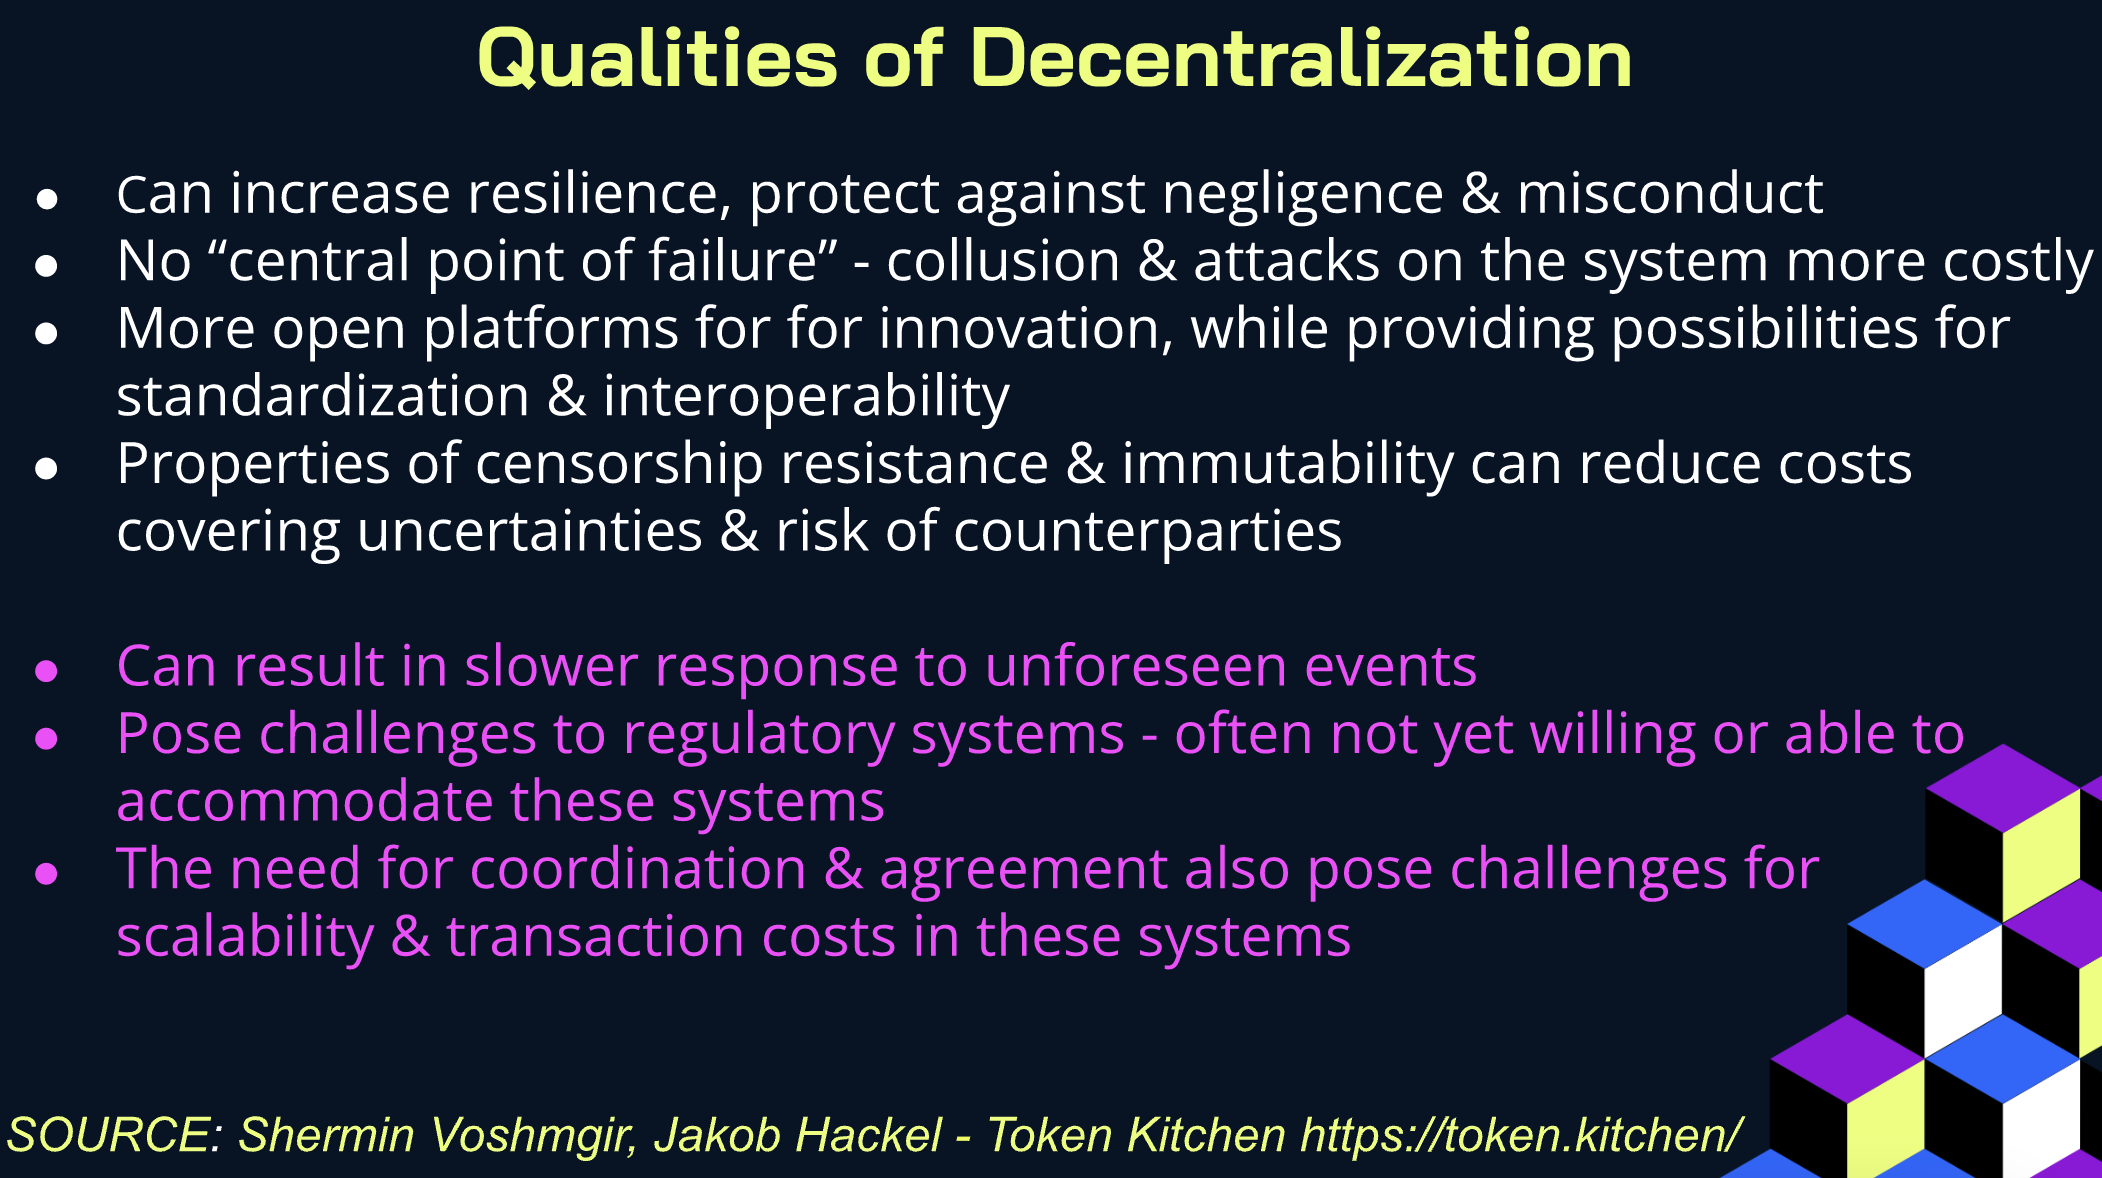 Qualities of Decentralization
● Can increase resilience, protect against negligence & misconduct
● No “central point of failure” - collusion & attacks on the system more costly
● More open platforms for for innovation, while providing possibilities for
standardization & interoperability
● Properties of censorship resistance & immutability can reduce costs
covering uncertainties & risk of counterparties
● Can result in slower response to unforeseen events
● Pose challenges to regulatory systems - often not yet willing or able to
accommodate these systems
● The need for coordination & agreement also pose challenges for
scalability & transaction costs in these systems
SOURCE: Shermin Voshmgir, Jakob Hackel - Token Kitchen https://token.kitchen/